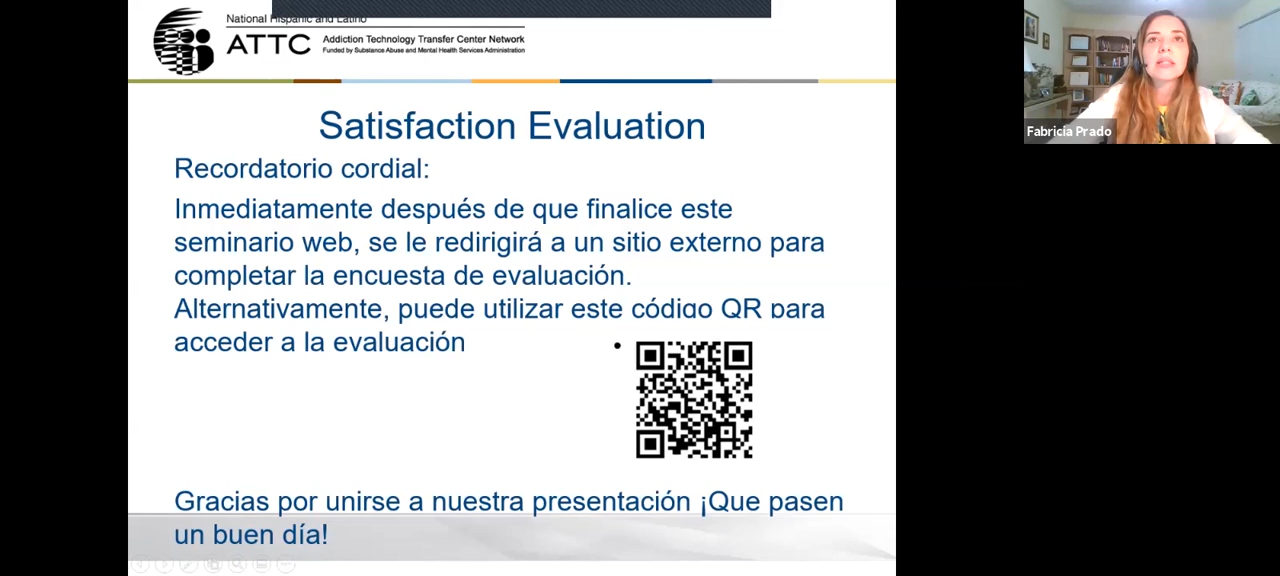 National Hispanic and Latino
ATTC
Addiction Technology Transfer Center Network
Funded by Substance Abuse and Mental Health Services Administration
Satisfaction Evaluation
Recordatorio cordial:
Inmediatamente después de que finalice este
seminario web, se le redirigirá a un sitio externo para
completar la encuesta de evaluación.
Alternativamente, puede utilizar este código QR para
acceder a la evaluación
Gracias por unirse a nuestra presentación ¡Que pasen
un buen día!
Fabricía Prado